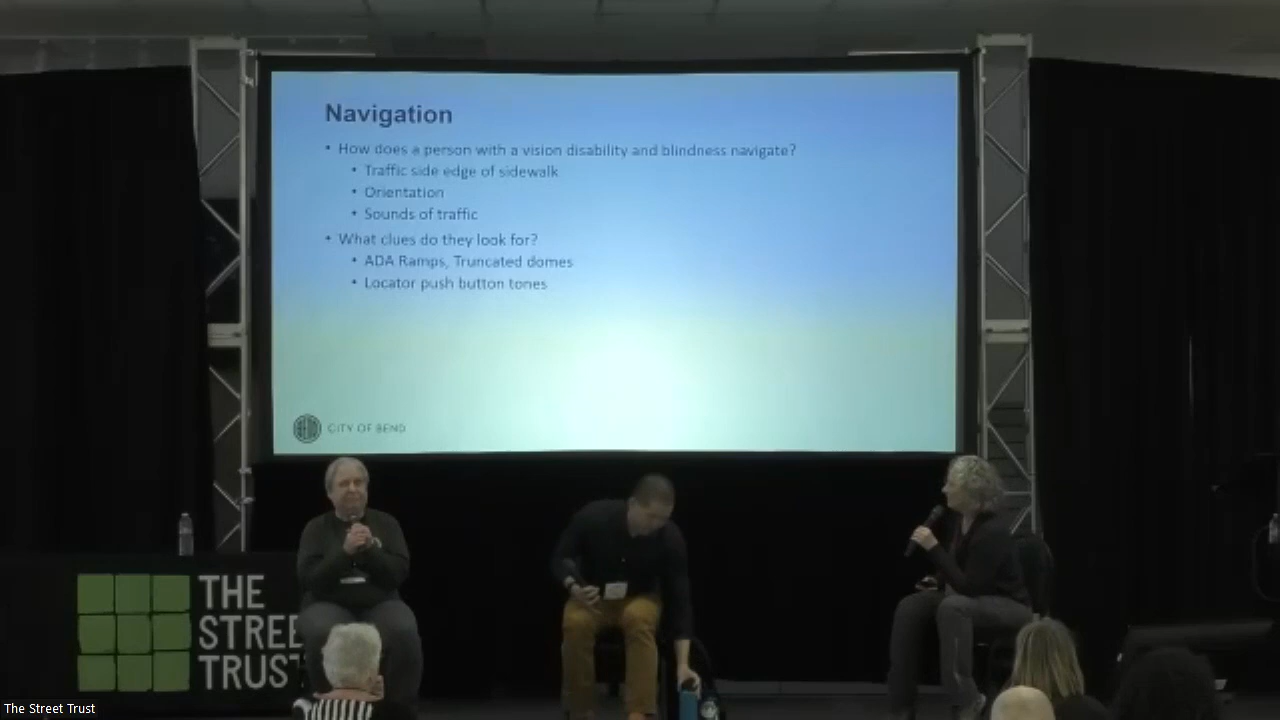 Navigation
• How does a person with a vision disability and blindness navigate?
• Traffic side edge of sidewalk
• Orientation
• Sounds of traffic
• What clues do they look for?
• ADA Ramps, Truncated domes
• Locator push button tones
CITY OF BEND
THE
STREE
TRUST
The Street Trust